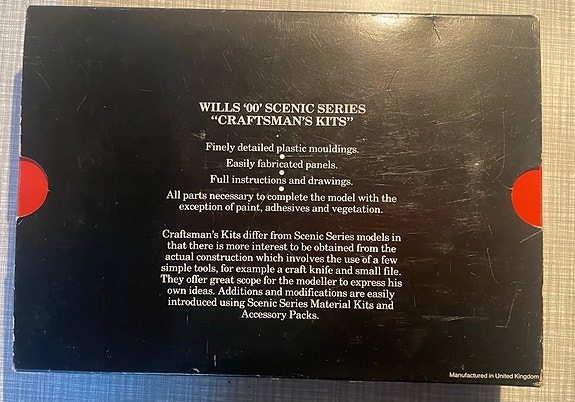 WILLS ‘00’ SCENIC SERIES
“CRAFTSMAN’S KITS”
Finely detailed plastic mouldings.
Easily fabricated panels.
Full instructions and drawings.
All parts necessary to complete the model with the
exception of paint, adhesives and vegetation.
Craftsman’s Kits differ from Scenic Series models in
that there is more interest to be obtained from the
actual construction which involves the use of a few
simple tools, for example a craft knife and small file.
They offer great scope for the modeller to express his
own ideas. Additions and modifications are easily
introduced using Scenic Series Material Kits and
Accessory Packs.
Manufactured in United Kingdom